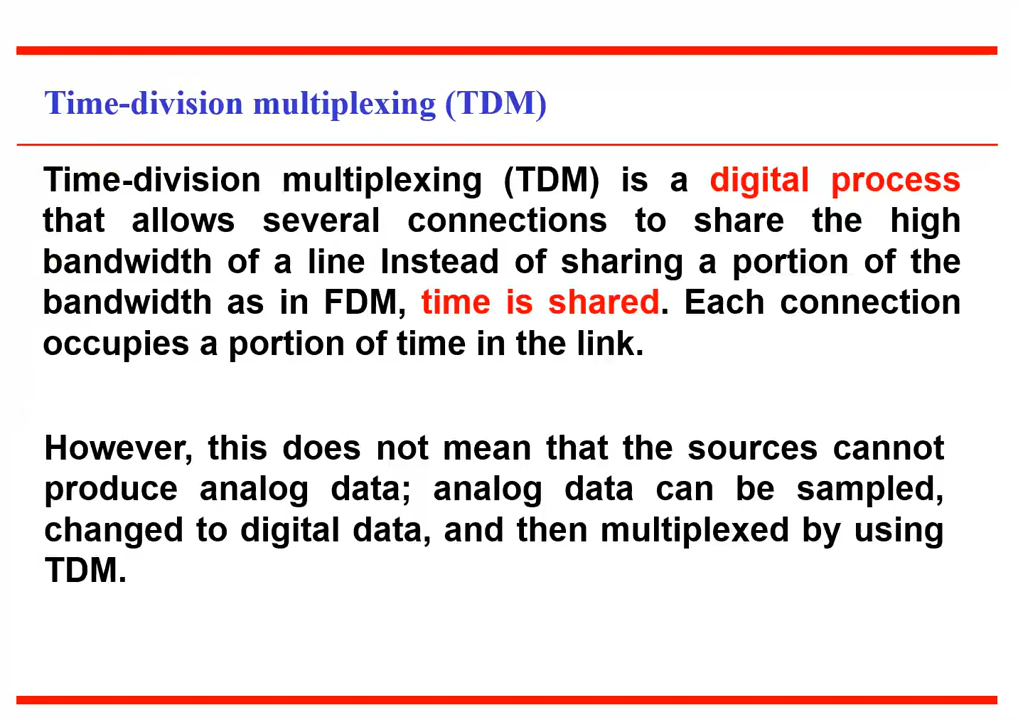 Time-division multiplexing (TDM)
Time-division multiplexing (TDM) is a digital process
that allows several connections to share the high
bandwidth of a line Instead of sharing a portion of the
bandwidth as in FDM, time is shared. Each connection
occupies a portion of time in the link.
However, this does not mean that the sources cannot
produce analog data; analog data can be sampled,
changed to digital data, and then multiplexed by using
TDM.